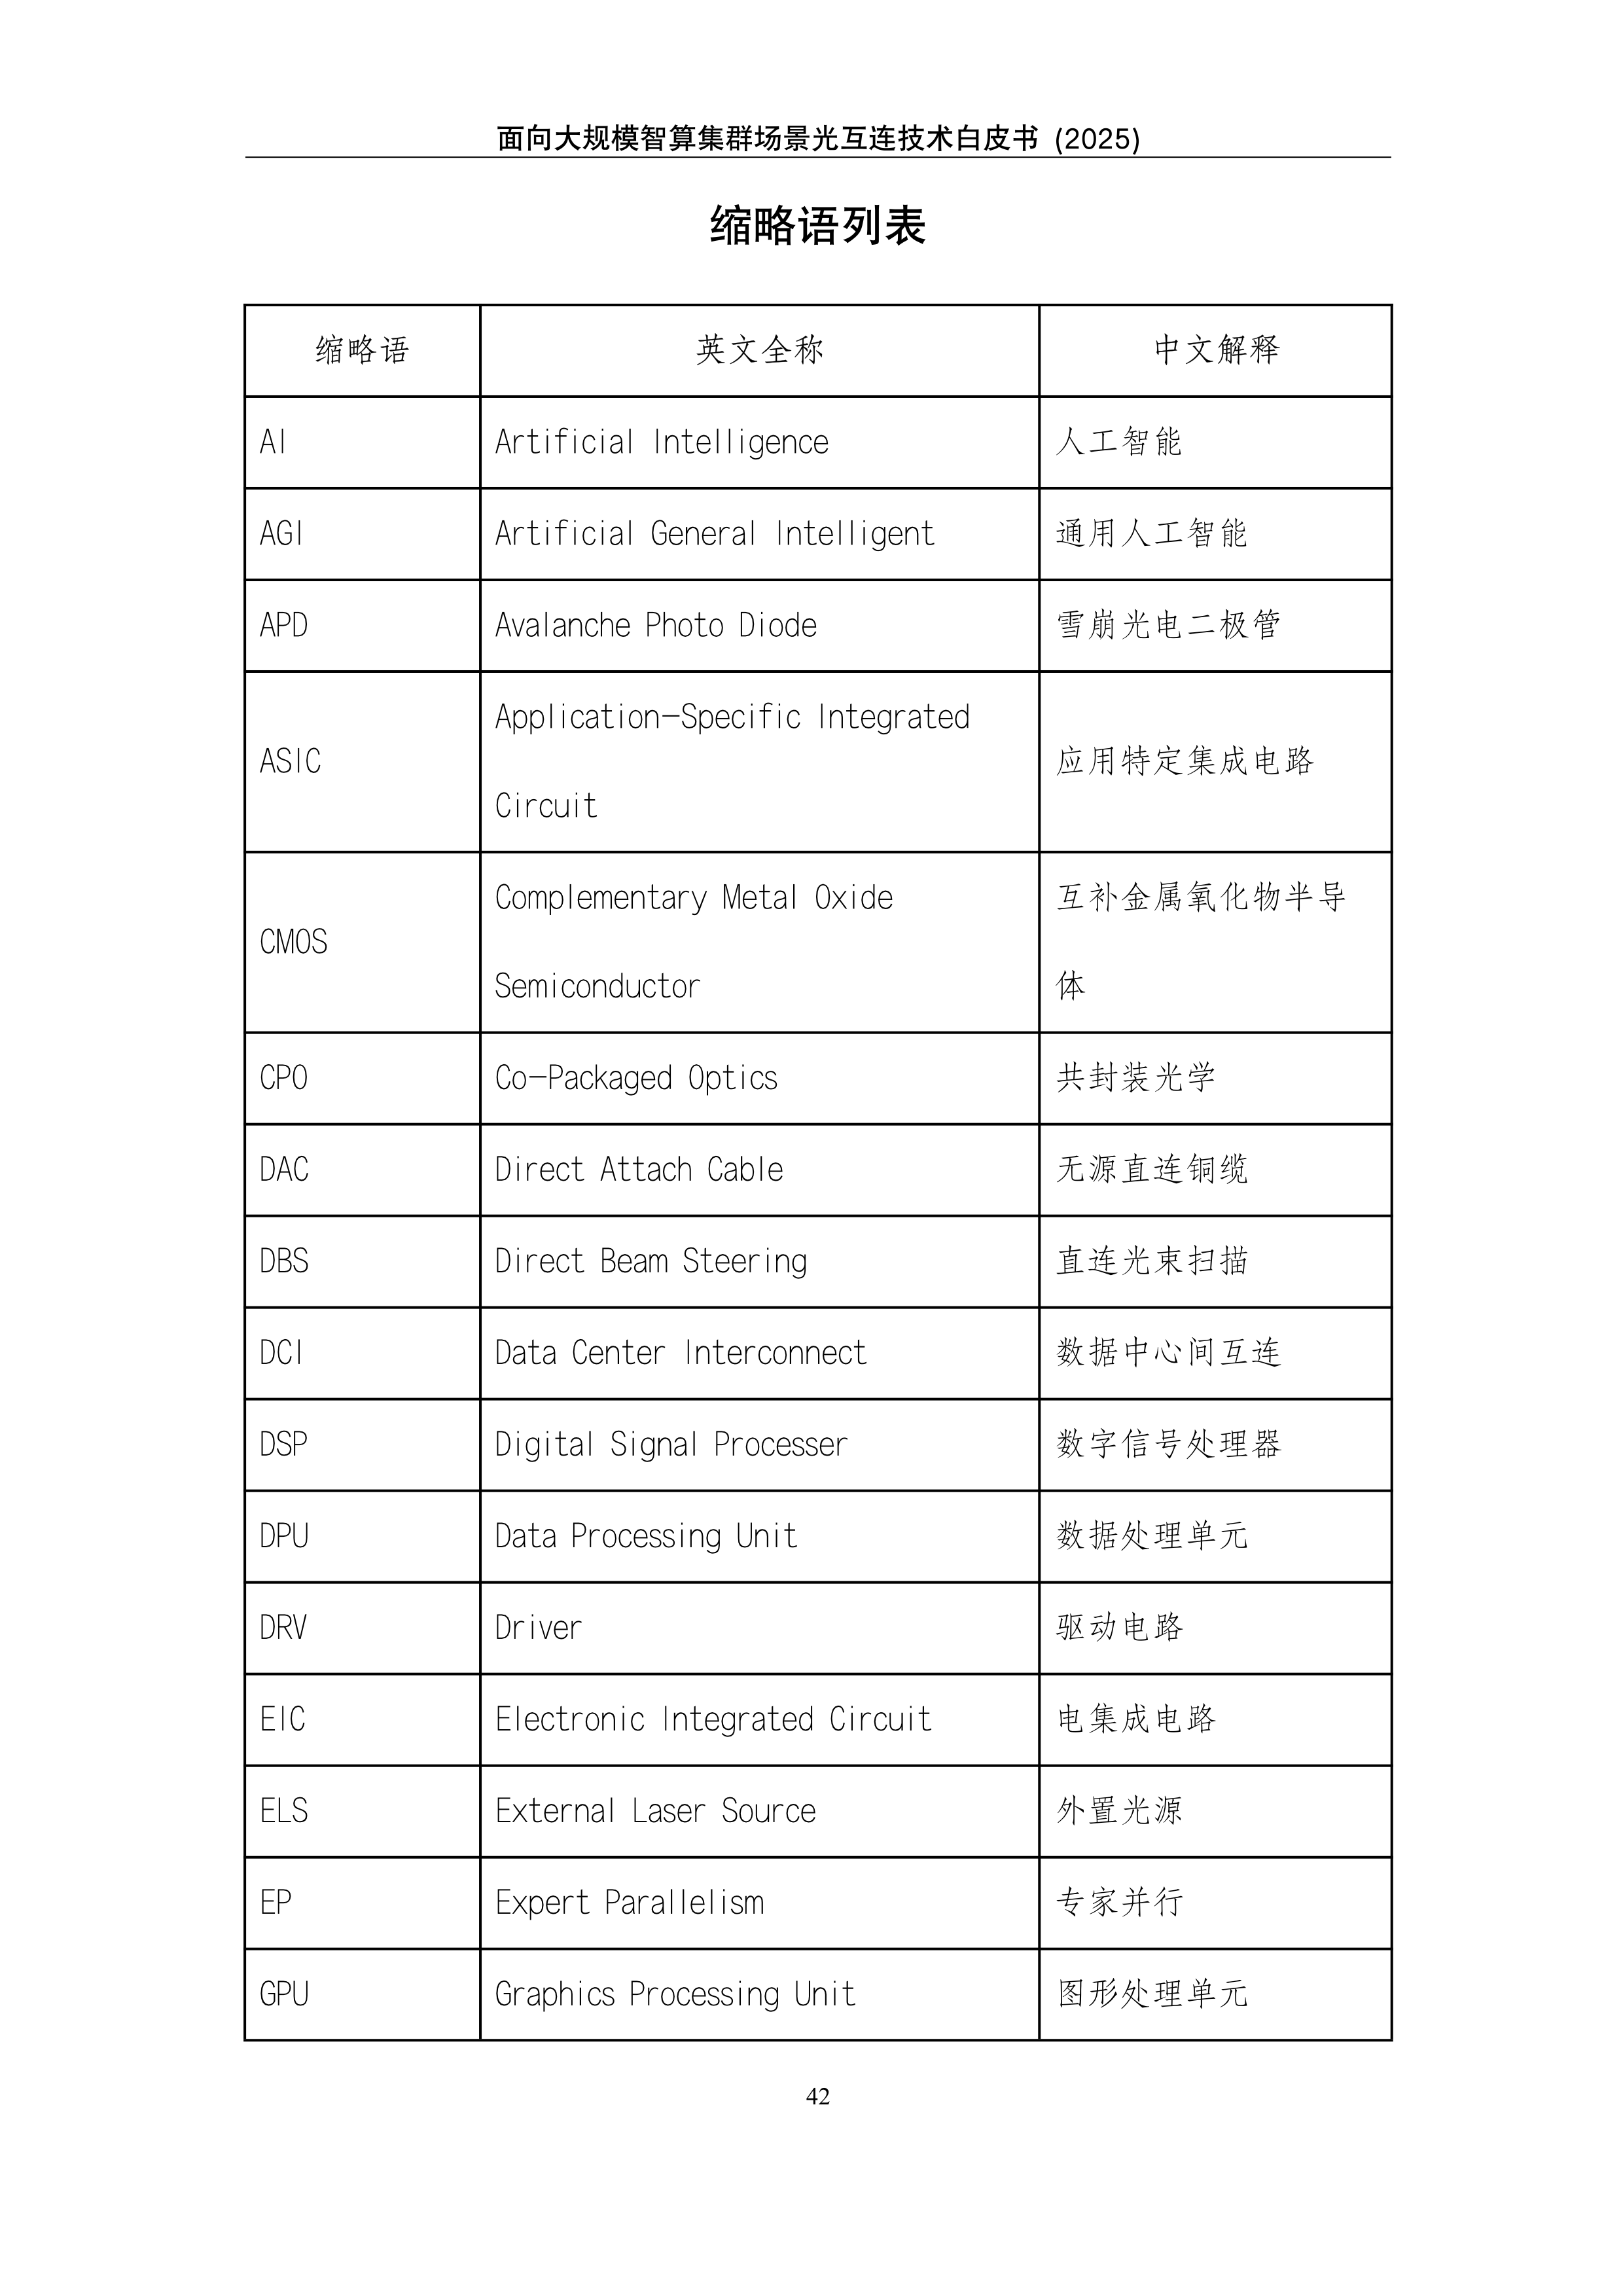 面向大规模智算集群场景光互连技术白皮书 (2025)
缩略语列表
缩略语 英文全称 中文解释
AI Artificial Intelligence 人工智能
AGI Artificial General Intelligent 通用人工智能
APD Avalanche Photo Diode 雪崩光电二极管
ASIC Application-Specific Integrated
Circuit 应用特定集成电路
CMOS Complementary Metal Oxide
Semiconductor 互补金属氧化物半导
体
CPO Co-Packaged Optics 共封装光学
DAC Direct Attach Cable 无源直连铜缆
DBS Direct Beam Steering 直连光束扫描
DCI Data Center Interconnect 数据中心间互连
DSP Digital Signal Processer 数字信号处理器
DPU Data Processing Unit 数据处理单元
DRV Driver 驱动电路
EIC Electronic Integrated Circuit 电集成电路
ELS External Laser Source 外置光源
EP Expert Parallelism 专家并行
GPU Graphics Processing Unit 图形处理单元
42